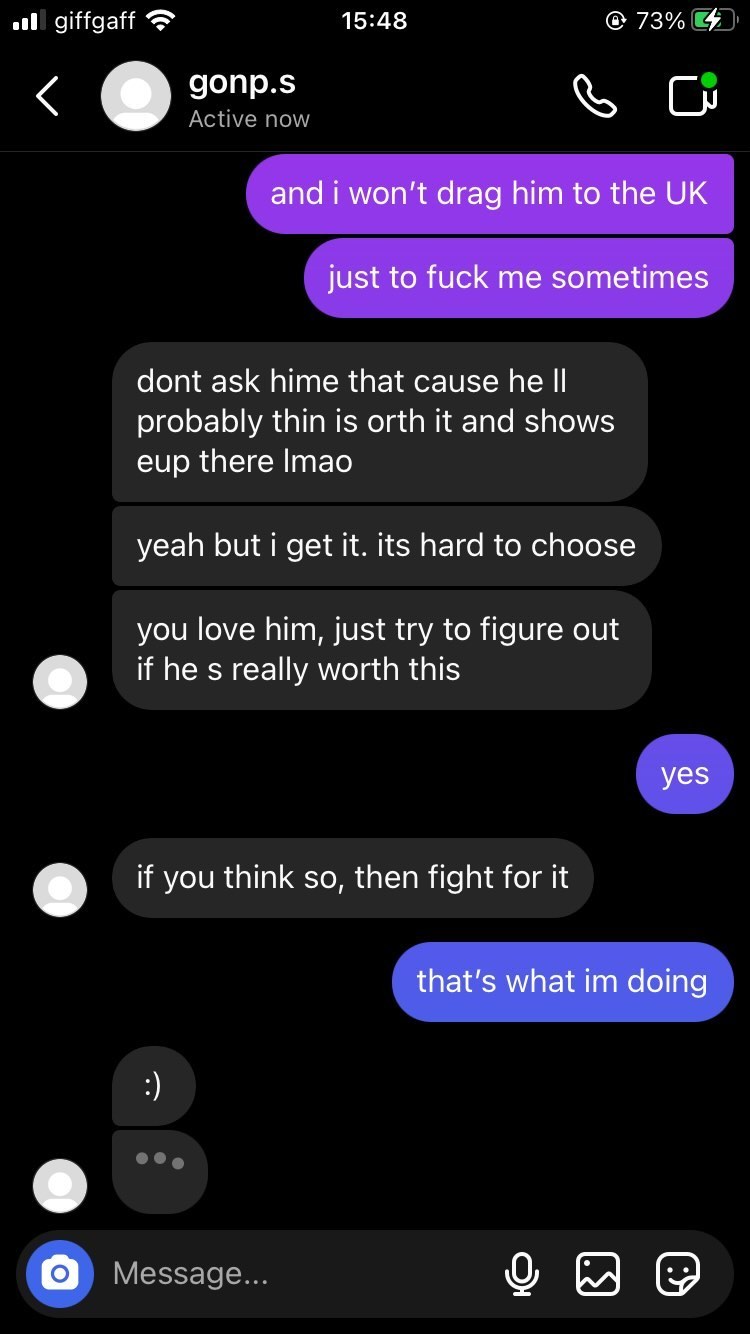 giffgaff 15:48 73%
gonp.s
Active now
and i won't drag him to the UK
just to fuck me sometimes
dont ask hime that cause he ll
probably thin is orth it and shows
eup there lmao
yeah but i get it. its hard to choose
you love him, just try to figure out
if he s really worth this
yes
if you think so, then fight for it
that's what im doing
:)
Message...